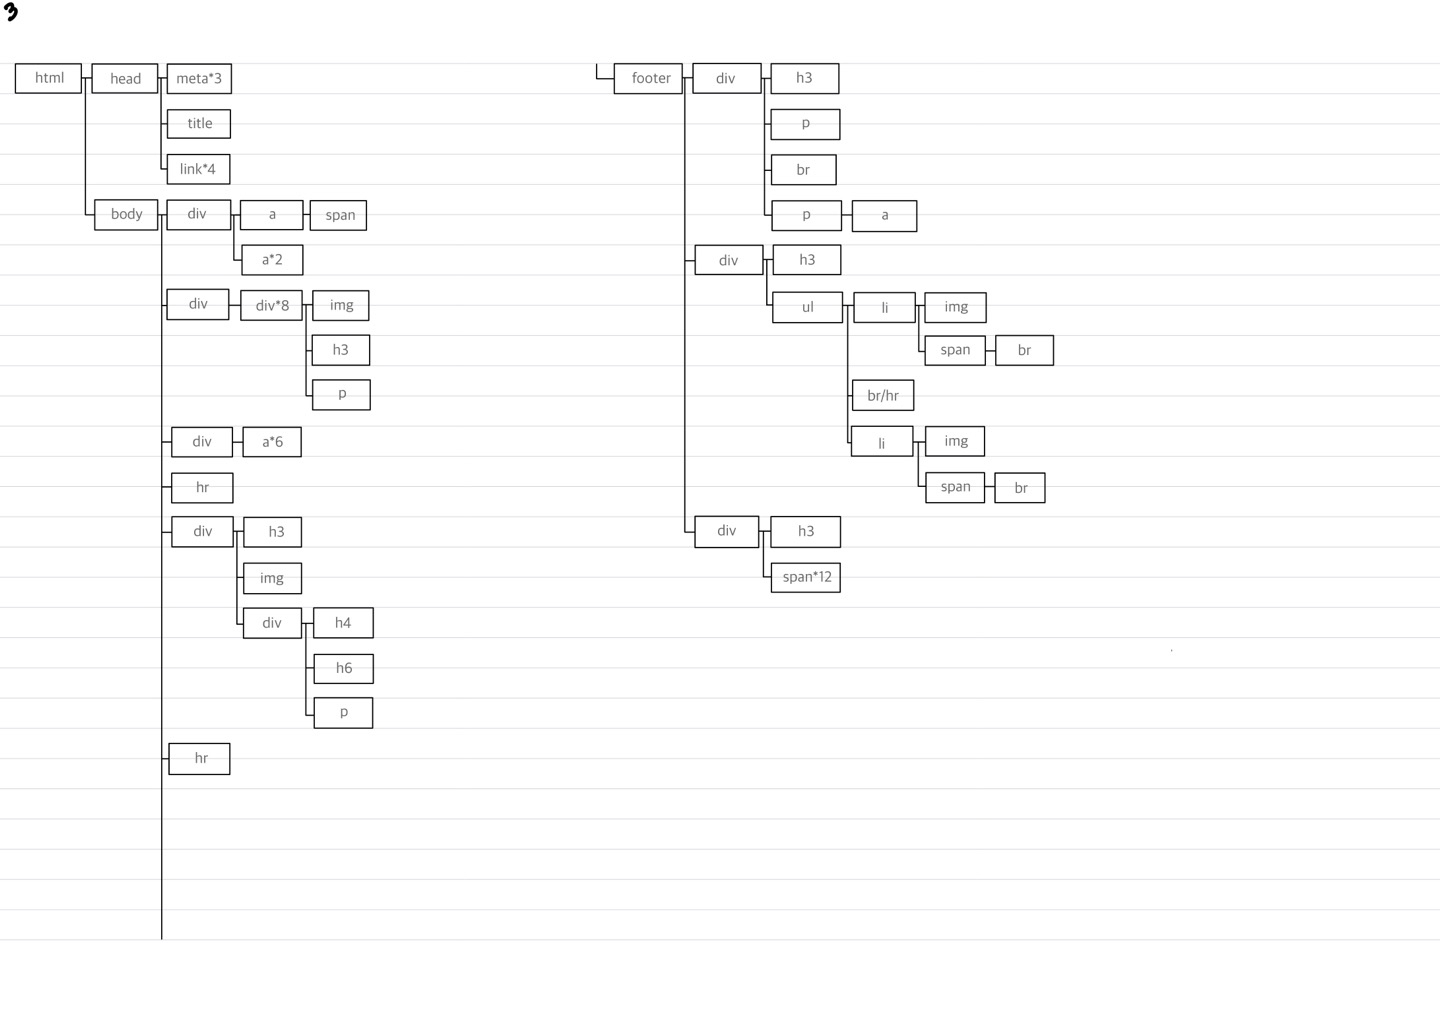 3
html head meta*3
title
link*4
body div a span
a*2
div div*8 img
h3
p
div a*6
hr
div h3
img
div h4
h6
p
hr
footer div h3
p
br
p a
div h3
ul li img
span br
br/hr
li img
span br
div h3
span*12